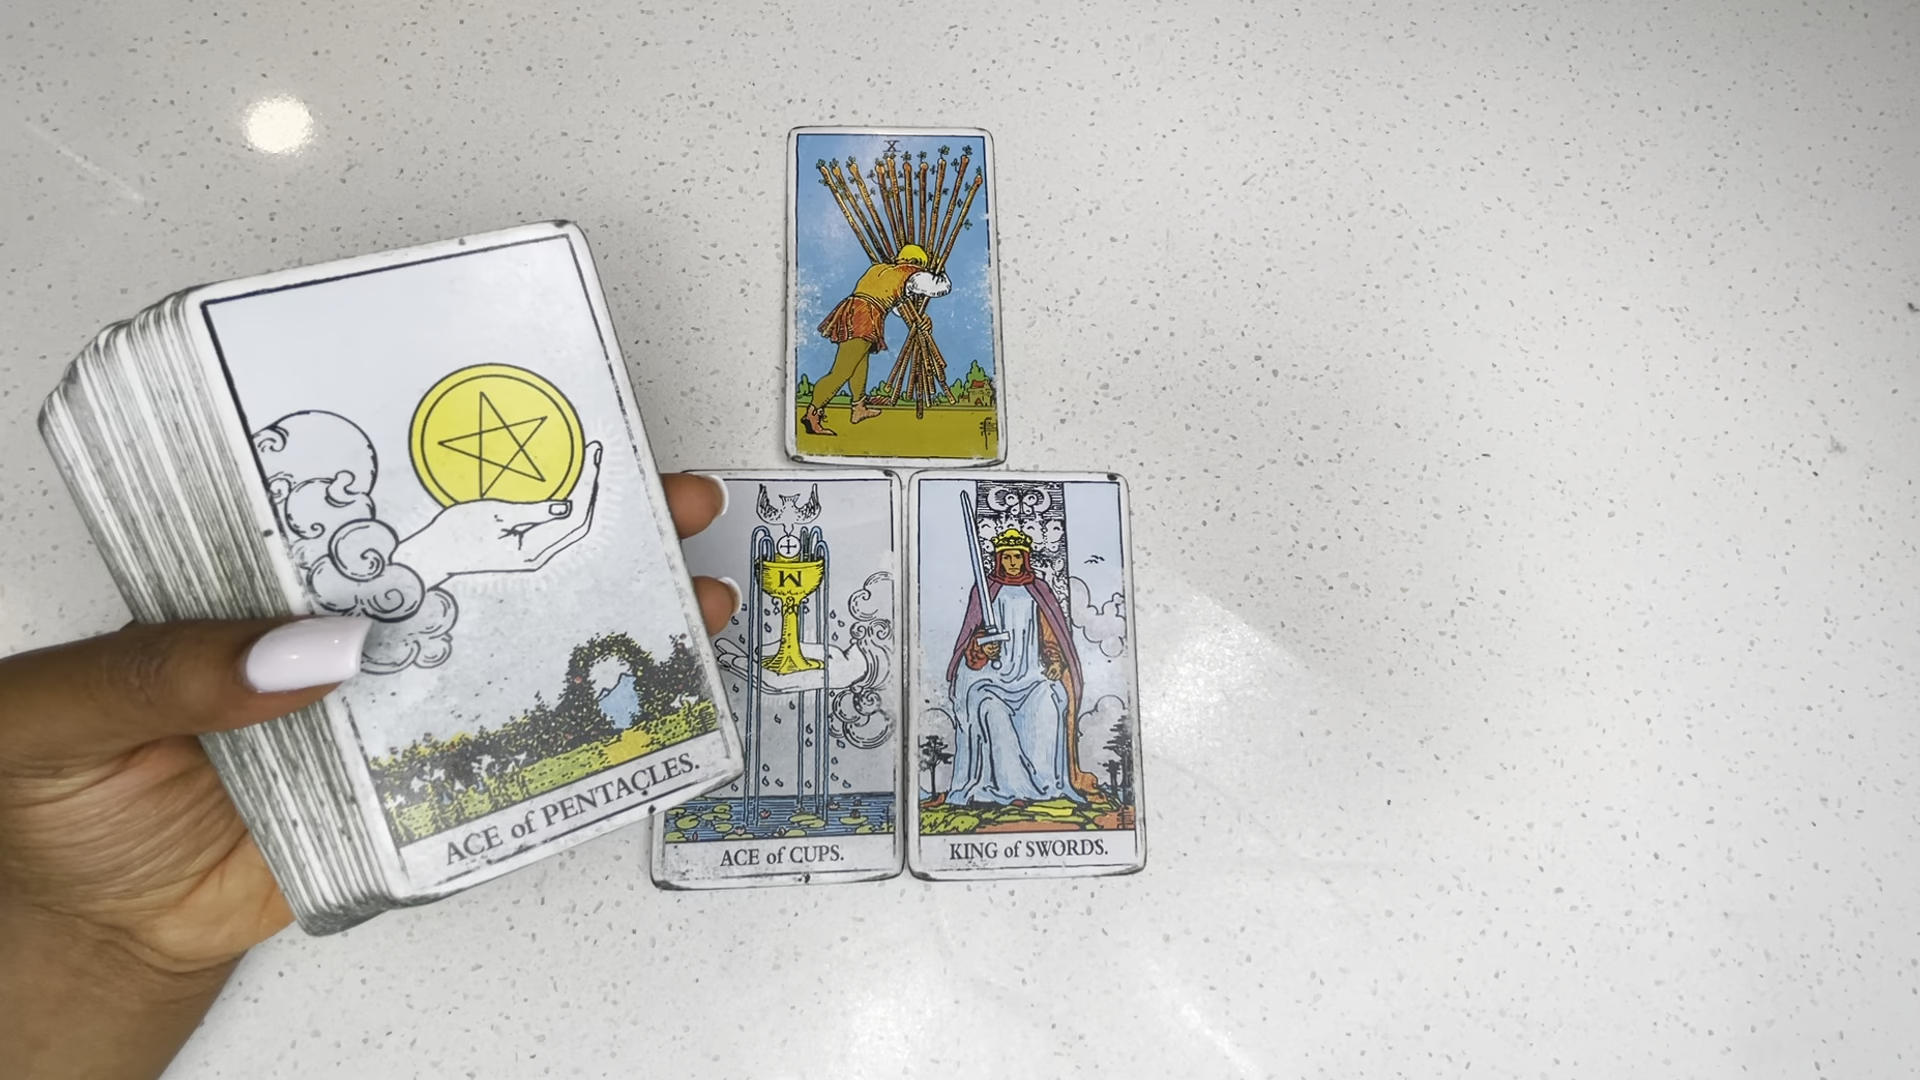 X
ACE of PENTACLES.
M
ACE of CUPS.
KING of SWORDS.